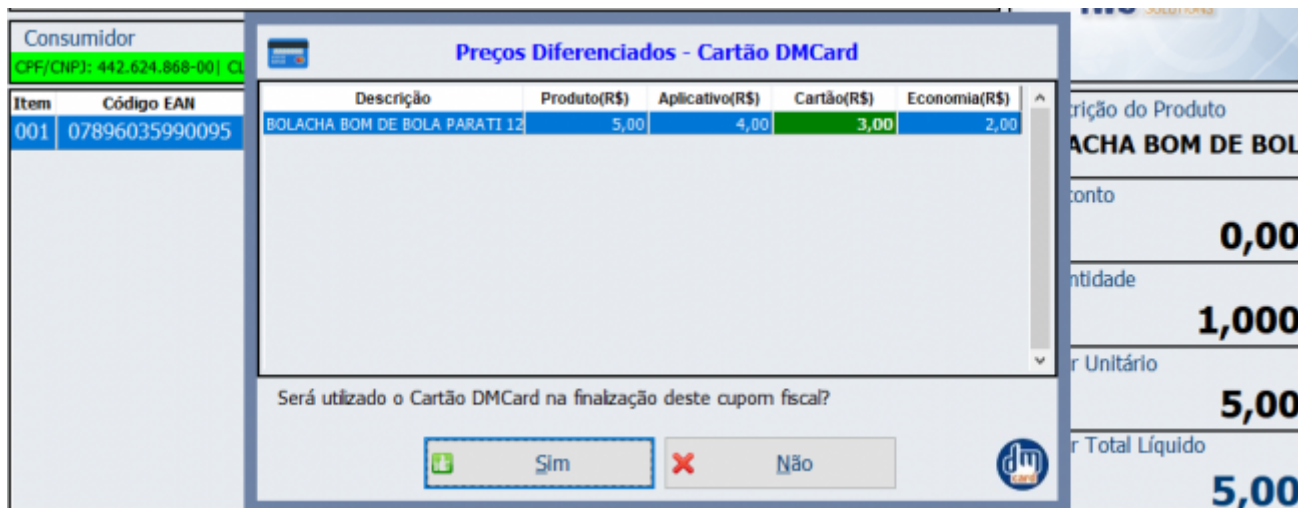 SOLUTIONS
Consumidor
CPF/CNPJ: 442.624.868-00| CL
Item Código EAN
001 07896035990095
Preços Diferenciados - Cartão DMCard
Descrição Produto(R$) Aplicativo(R$) Cartão(R$) Economia(R$)
BOLACHA BOM DE BOLA PARATI 12 5,00 4,00 3,00 2,00
Será utilizado o Cartão DMCard na finalização deste cupom fiscal?
Sim Não
dm
card
rição do Produto
ACHA BOM DE BOL
onto
0,00
ntidade
1,000
r Unitário
5,00
r Total Líquido
5,00